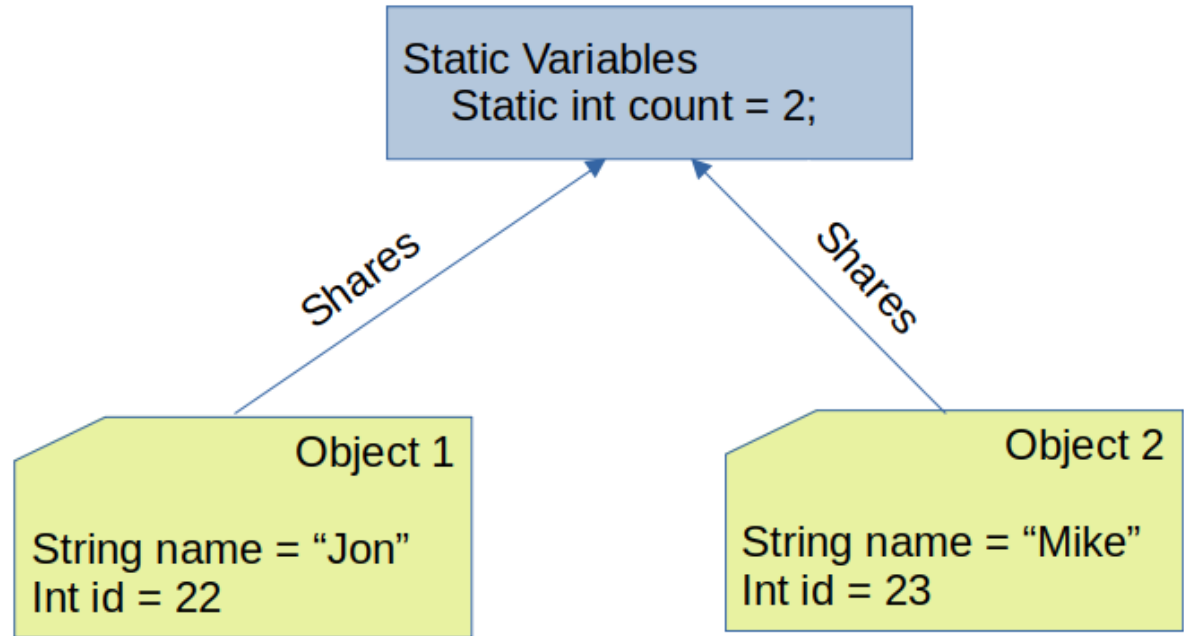 Static Variables
Static int count = 2;
Shares
Shares
Object 1
String name = “Jon”
Int id = 22
Object 2
String name = “Mike”
Int id = 23